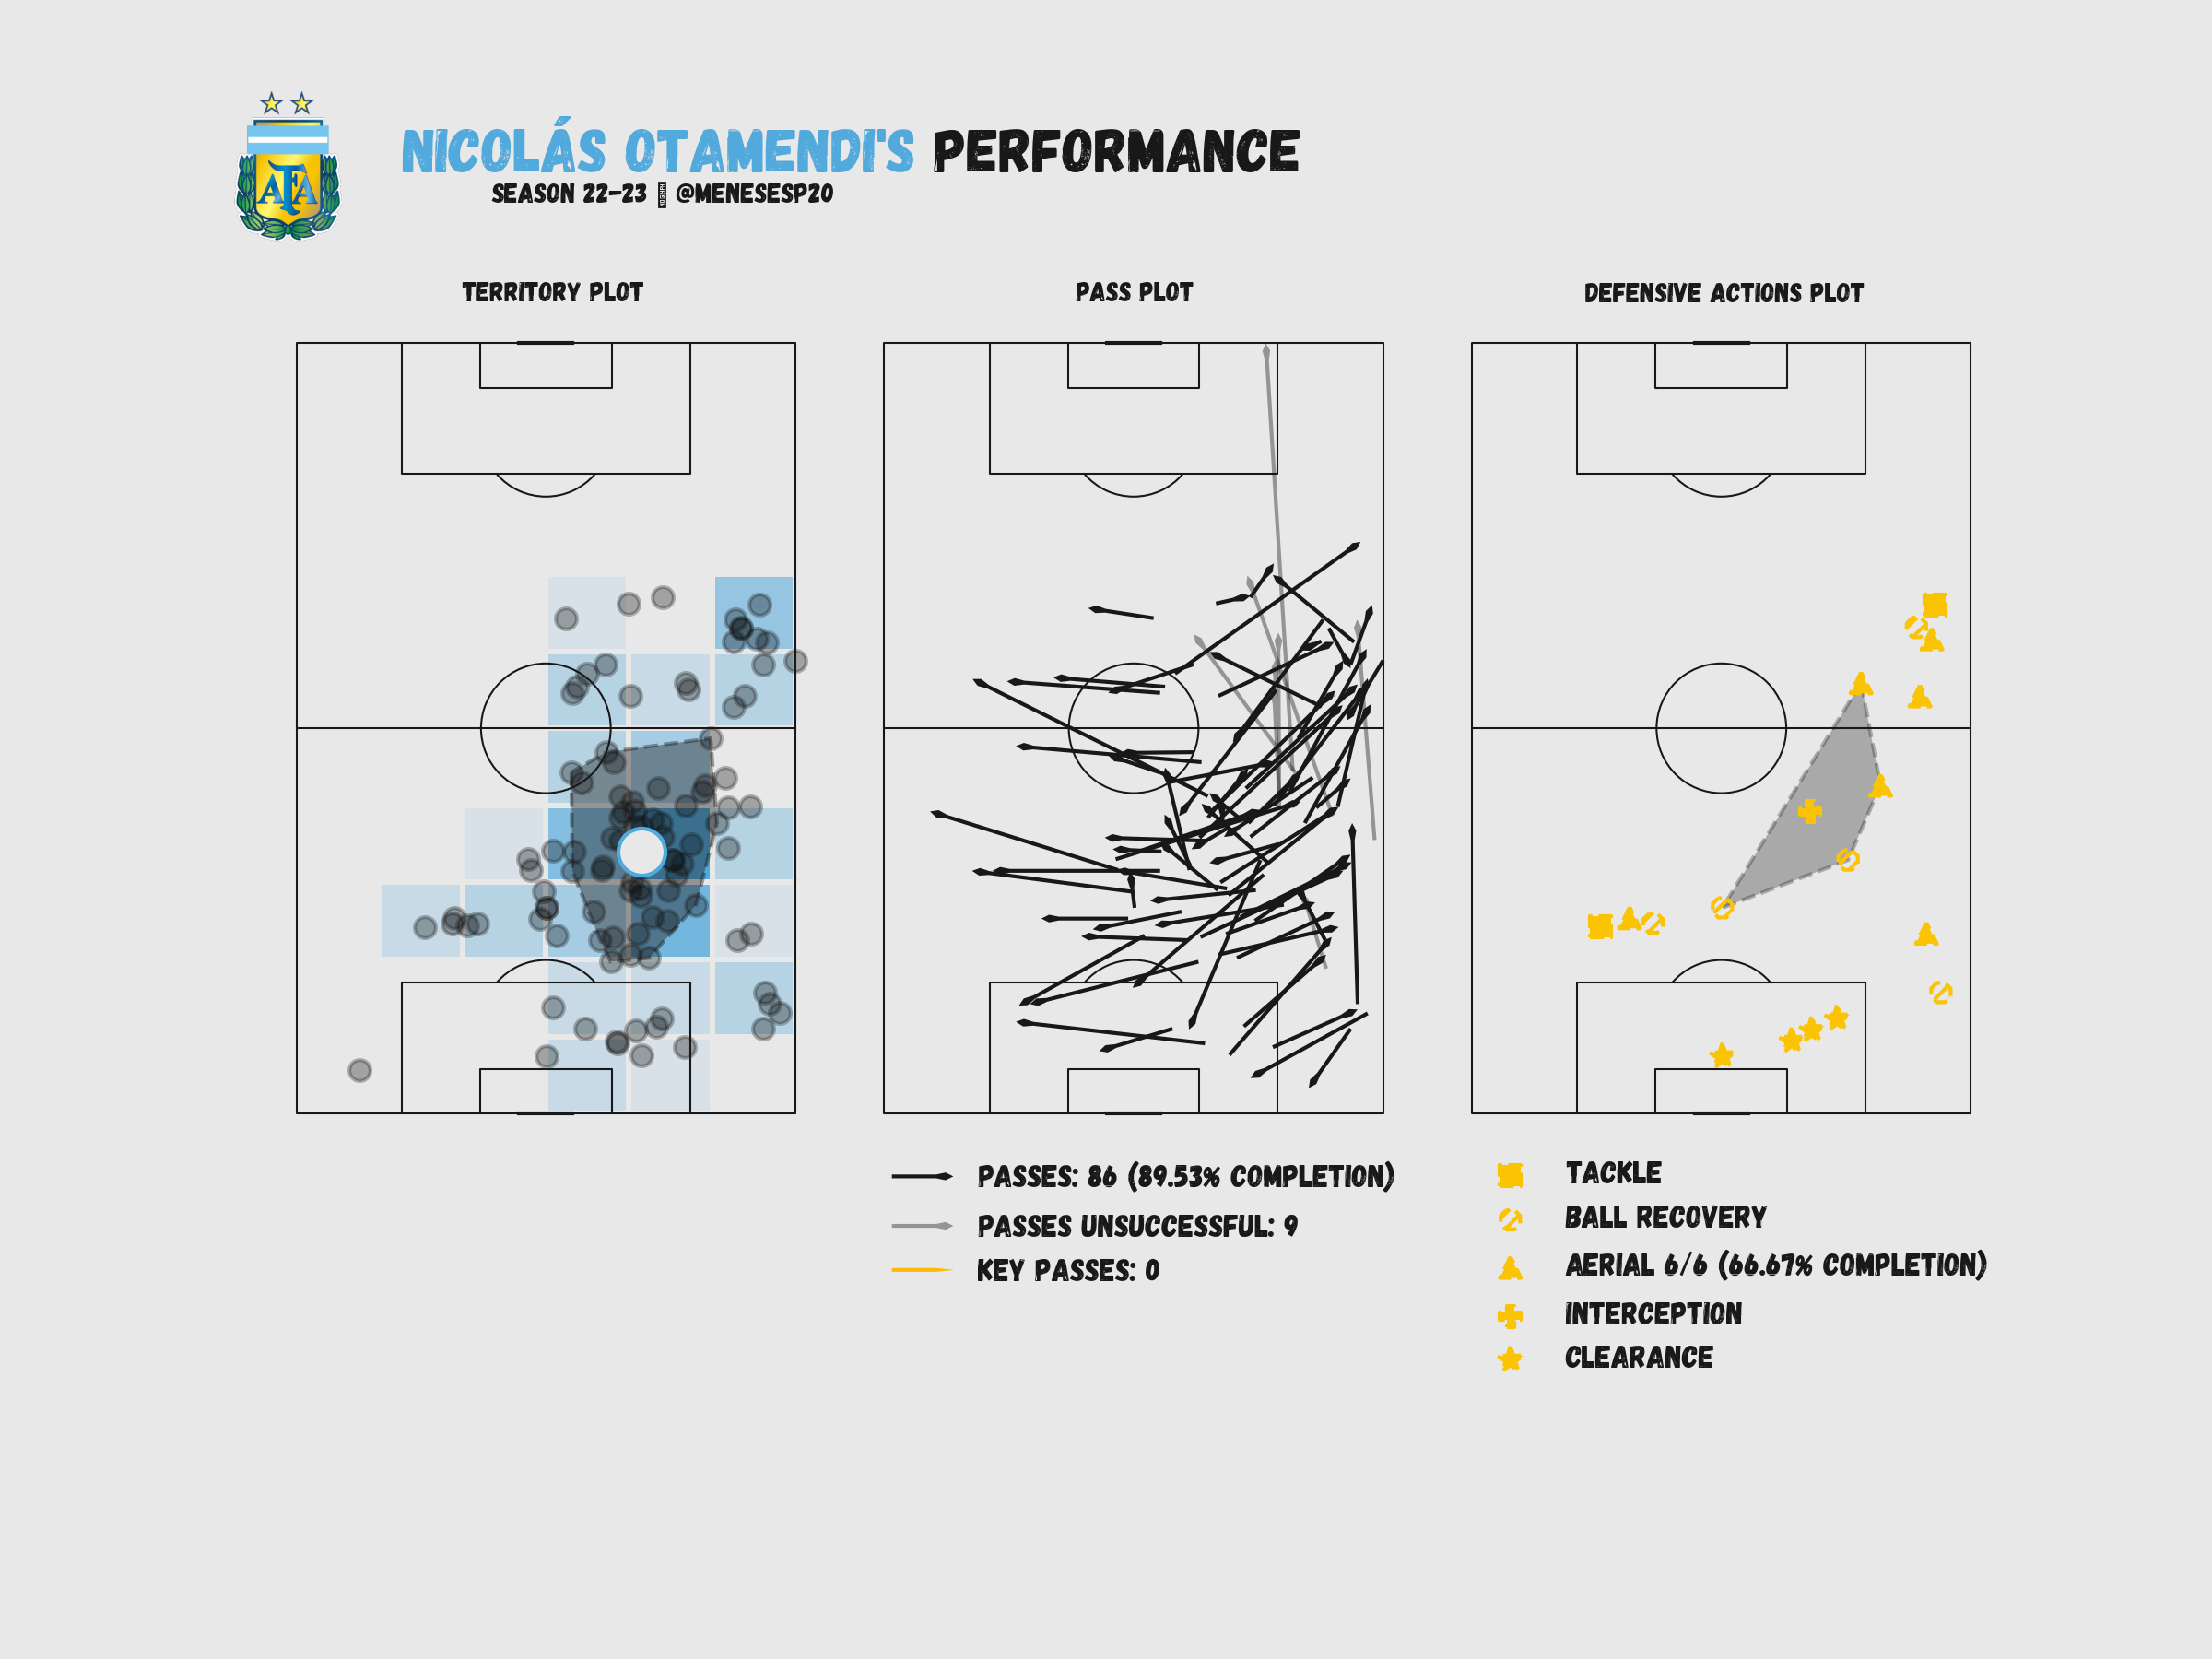 AFA
NICOLÁS OTAMENDI'S PERFORMANCE
SEASON 22-23 @MENESESP20
TERRITORY PLOT
PASS PLOT
DEFENSIVE ACTIONS PLOT
PASSES: 86 (89.53% COMPLETION)
PASSES UNSUCCESSFUL: 9
KEY PASSES: 0
TACKLE
BALL RECOVERY
AERIAL 6/6 (66.67% COMPLETION)
INTERCEPTION
CLEARANCE